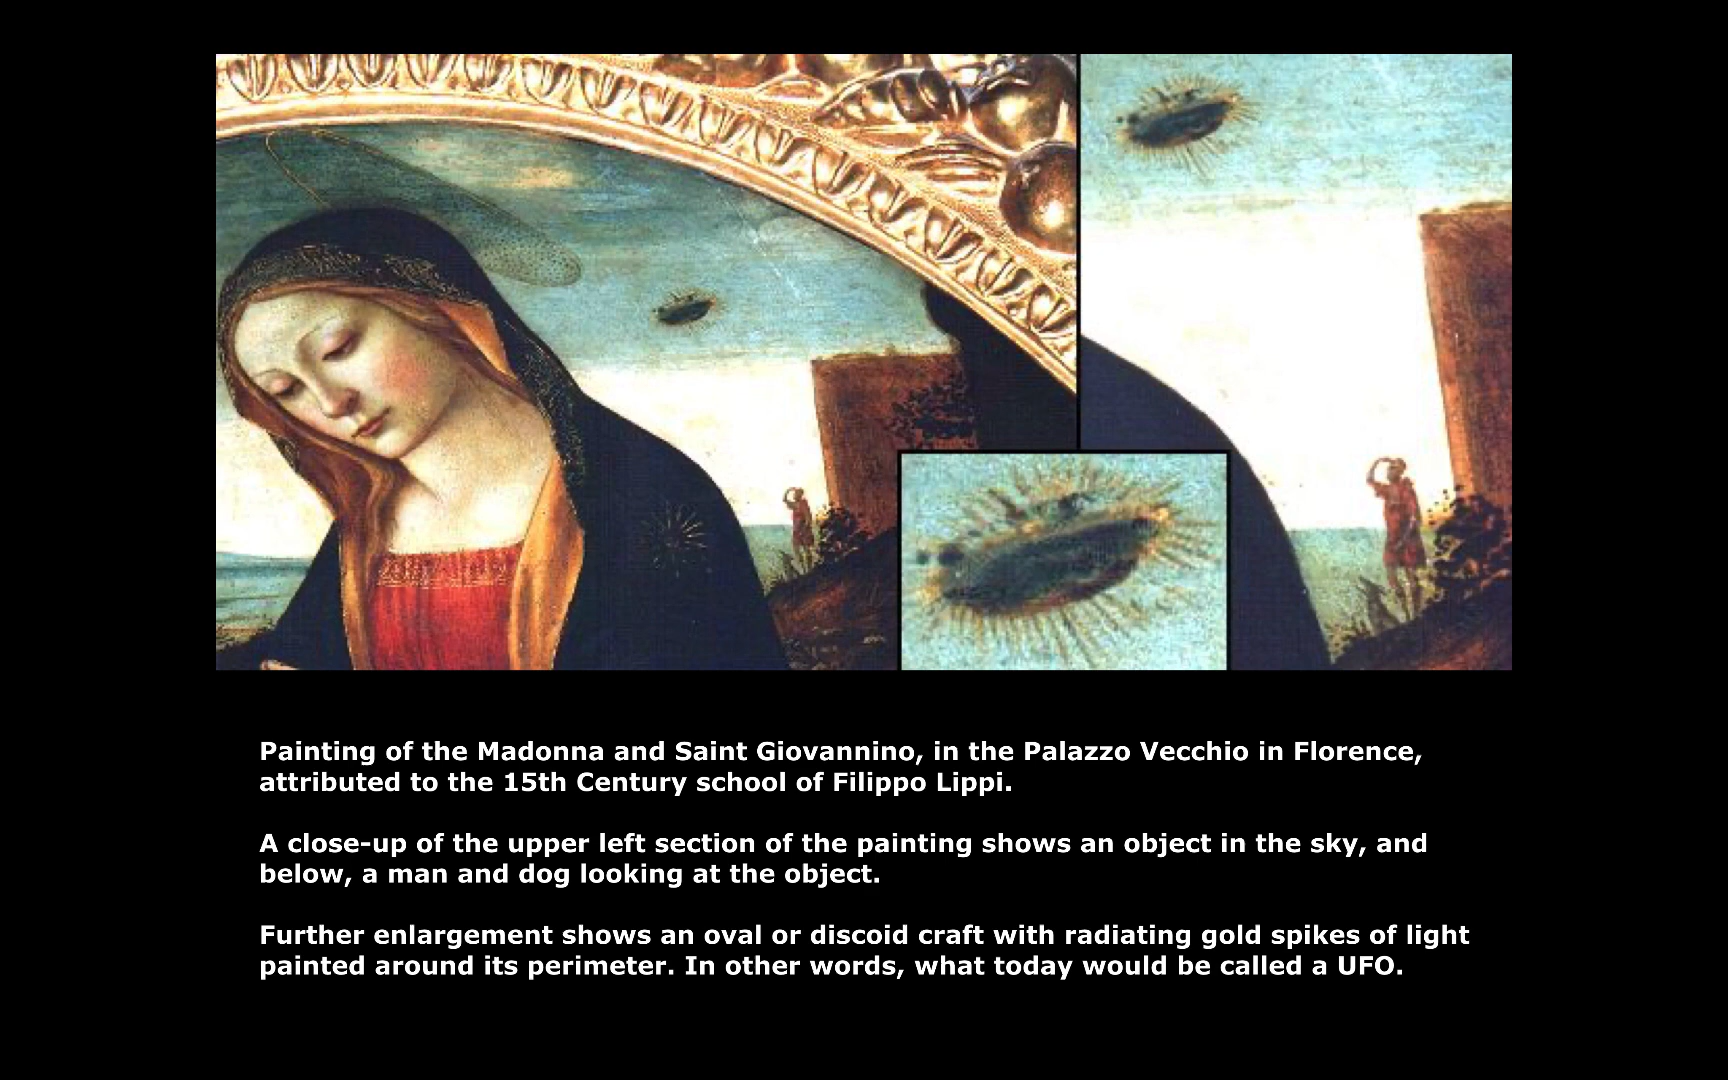 Painting of the Madonna and Saint Giovannino, in the Palazzo Vecchio in Florence,
attributed to the 15th Century school of Filippo Lippi.
A close-up of the upper left section of the painting shows an object in the sky, and
below, a man and dog looking at the object.
Further enlargement shows an oval or discoid craft with radiating gold spikes of light
painted around its perimeter. In other words, what today would be called a UFO.